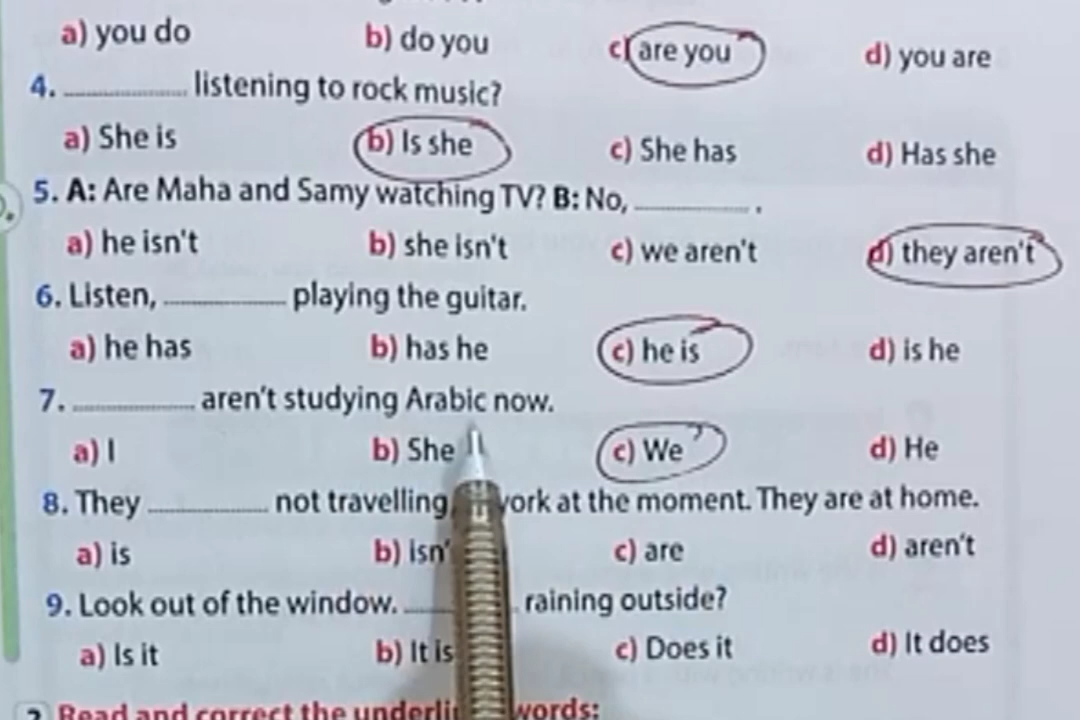 a) you do b) do you c) are you d) you are
4. ............ listening to rock music?
a) She is b) Is she c) She has d) Has she
5. A: Are Maha and Samy watching TV? B: No, ............ .
a) he isn't b) she isn't c) we aren't d) they aren't
6. Listen, ............ playing the guitar.
a) he has b) has he c) he is d) is he
7. ............ aren't studying Arabic now.
a) I b) She c) We d) He
8. They ............ not travelling at the moment. They are at home.
a) is b) c) are d) aren't
9. Look out of the window. ............ raining outside?
a) Is it b) It is c) Does it d) It does
2 Read and correct the words: